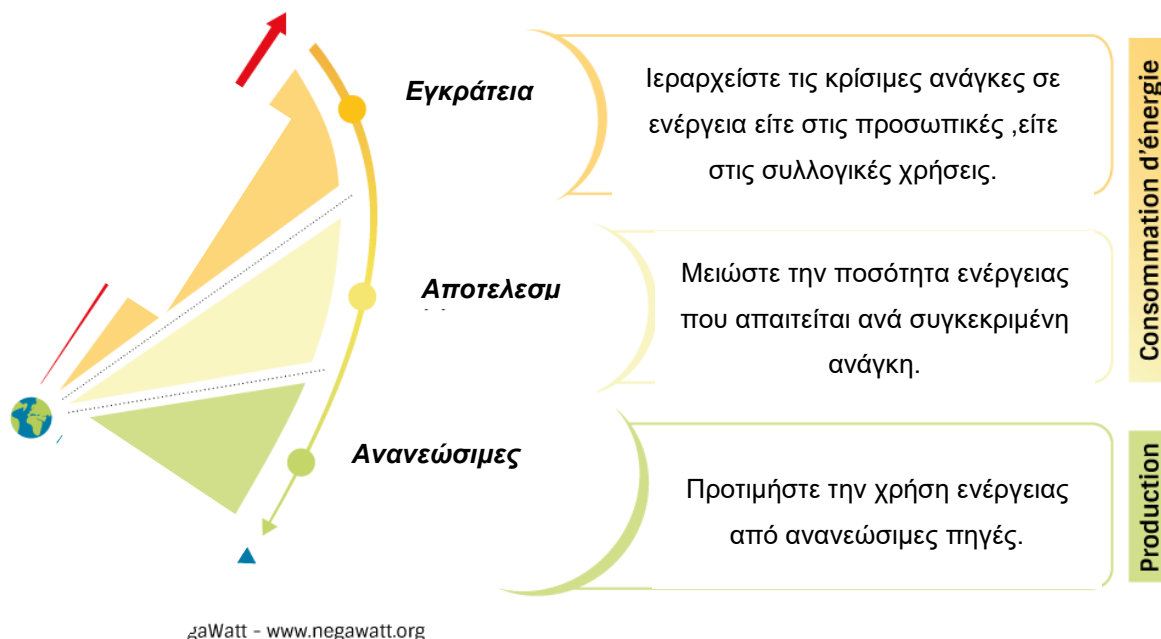 Εγκράτεια
Ιεραρχείστε τις κρίσιμες ανάγκες σε
ενέργεια είτε στις προσωπικές ,είτε
στις συλλογικές χρήσεις.
Αποτελεσμ
Μειώστε την ποσότητα ενέργειας
που απαιτείται ανά συγκεκριμένη
ανάγκη.
Consommation d'énergie
Ανανεώσιμες
Προτιμήστε την χρήση ενέργειας
από ανανεώσιμες πηγές.
Production
gaWatt - www.negawatt.org